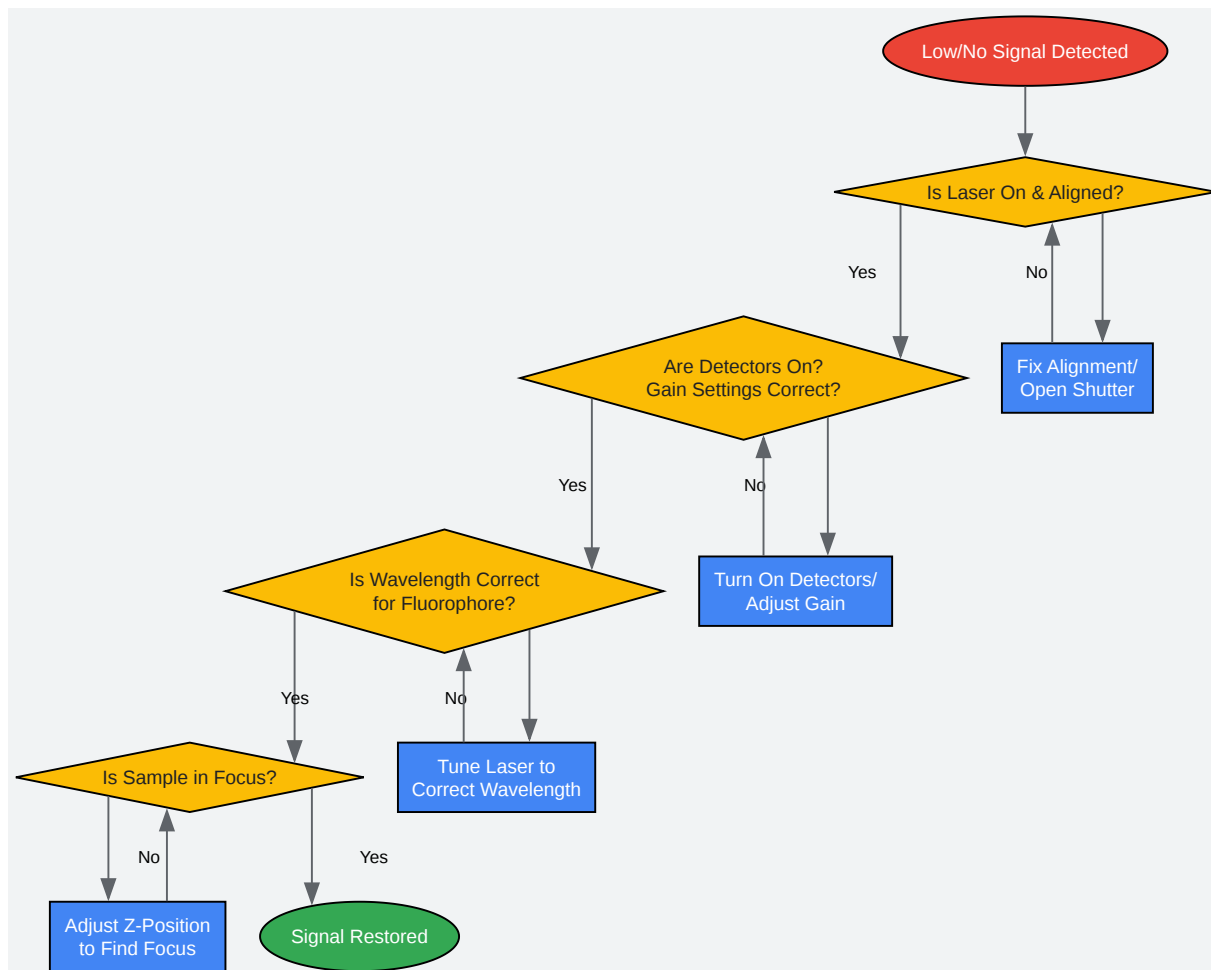 Low/No Signal Detected
Is Laser On & Aligned?
Yes
No
Are Detectors On?
Gain Settings Correct?
Fix Alignment/
Open Shutter
Yes
No
Is Wavelength Correct
for Fluorophore?
Turn On Detectors/
Adjust Gain
Yes
No
Is Sample in Focus?
Tune Laser to
Correct Wavelength
No
Yes
Adjust Z-Position
to Find Focus
Signal Restored